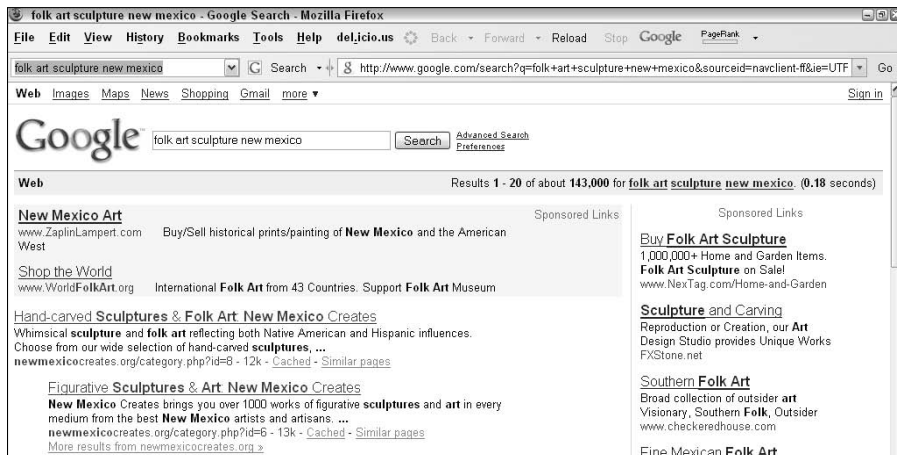 folk art sculpture new mexico - Google Search - Mozilla Firefox
File Edit View History Bookmarks Tools Help del.icio.us Back Forward Reload Stop Google PageRank
folk art sculpture new mexico G Search http://www.google.com/search?q=folk+art+sculpture+new+mexico&sourceid=navclient-ff&ie=UTF Go
Web Images Maps News Shopping Gmail more ▼ Sign in
Google folk art sculpture new mexico Search Advanced Search
Preferences
Web Results 1 - 20 of about 143,000 for folk art sculpture new mexico. (0.18 seconds)
New Mexico Art Sponsored Links
www.ZaplinLampert.com Buy/Sell historical prints/painting of New Mexico and the American
West
Shop the World
www.WorldFolkArt.org International Folk Art from 43 Countries. Support Folk Art Museum
Hand-carved Sculptures & Folk Art: New Mexico Creates
Whimsical sculpture and folk art reflecting both Native American and Hispanic influences.
Choose from our wide selection of hand-carved sculptures, ...
newmexicocreates.org/category.php?id=8 - 12k - Cached - Similar pages
Figurative Sculptures & Art: New Mexico Creates
New Mexico Creates brings you over 1000 works of figurative sculptures and art in every
medium from the best New Mexico artists and artisans. ...
newmexicocreates.org/category.php?id=6 - 13k - Cached - Similar pages
More results from newmexicocreates.org »
Sponsored Links
Buy Folk Art Sculpture
1,000,000+ Home and Garden Items.
Folk Art Sculpture on Sale!
www.NexTag.com/Home-and-Garden
Sculpture and Carving
Reproduction or Creation, our Art
Design Studio provides Unique Works
FXStone.net
Southern Folk Art
Broad collection of outsider art
Visionary, Southern Folk, Outsider
www.checkeredhouse.com
Fine Mexican Folk Art